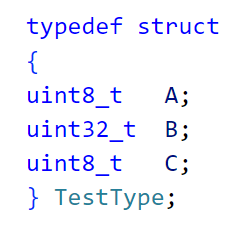 typedef struct
{
uint8_t   A;
uint32_t  B;
uint8_t   C;
} TestType;